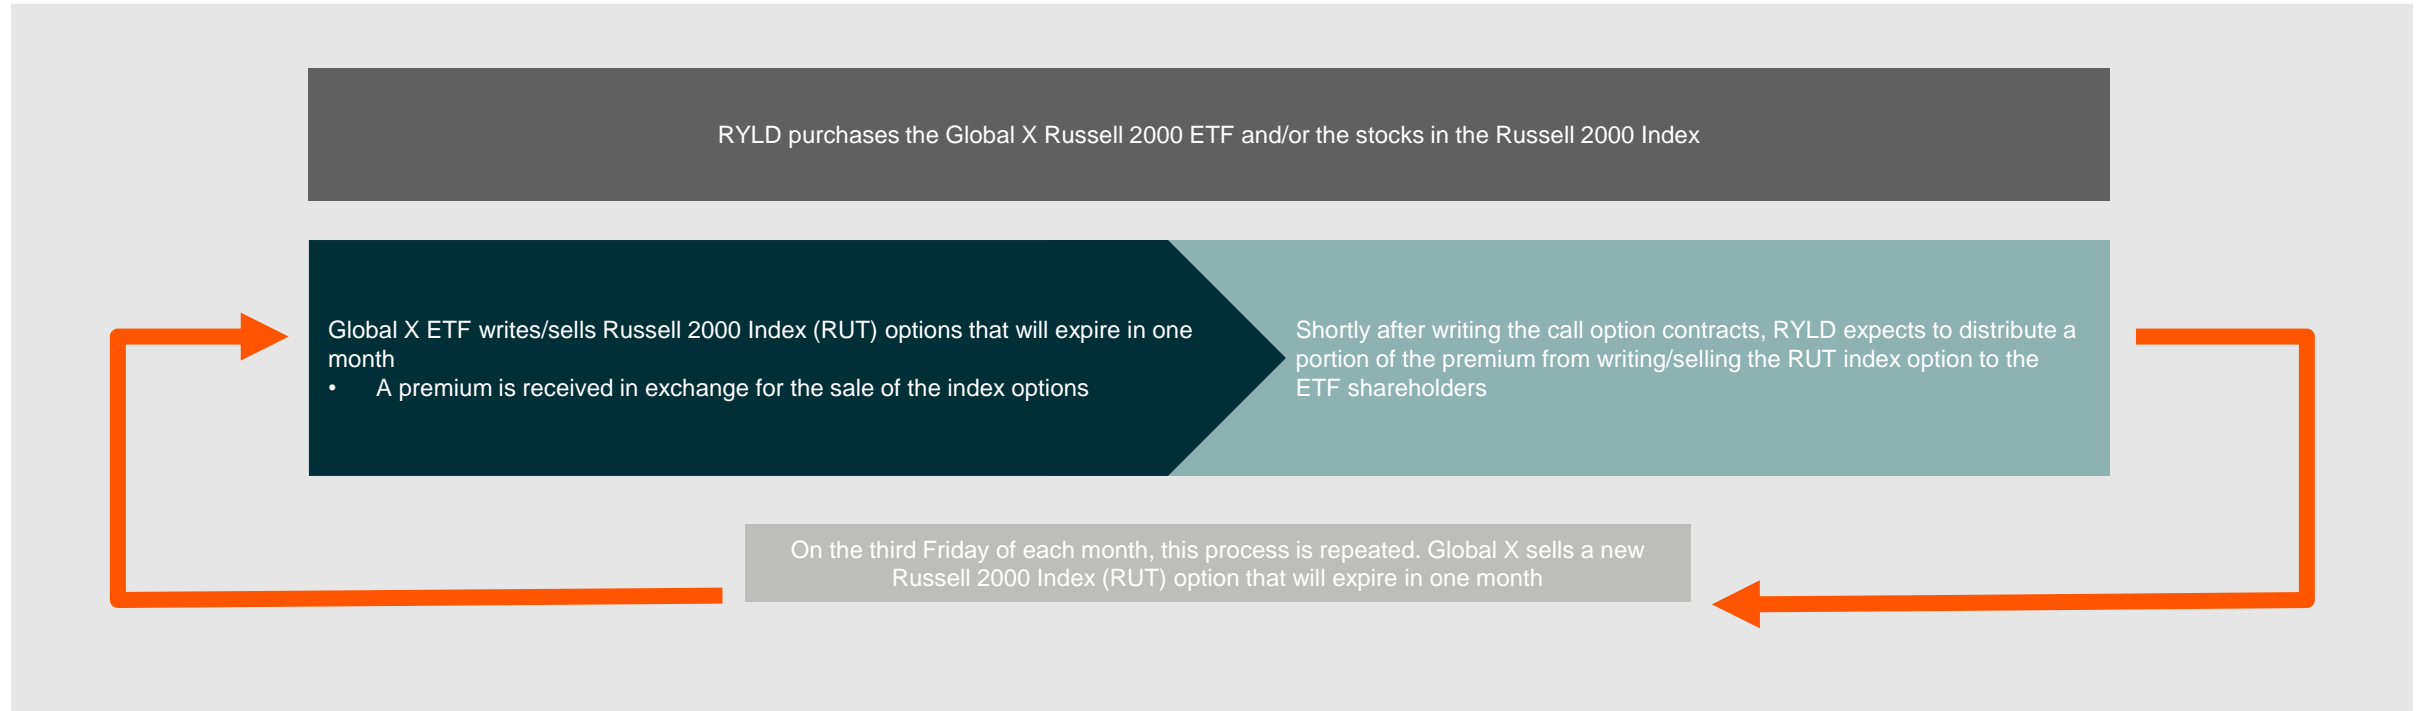 RYLD purchases the Global X Russell 2000 ETF and/or the stocks in the Russell 2000 Index
Global X ETF writes/sells Russell 2000 Index (RUT) options that will expire in one
month
• A premium is received in exchange for the sale of the index options
Shortly after writing the call option contracts, RYLD expects to distribute a
portion of the premium from writing/selling the RUT index option to the
ETF shareholders
On the third Friday of each month, this process is repeated. Global X sells a new
Russell 2000 Index (RUT) option that will expire in one month